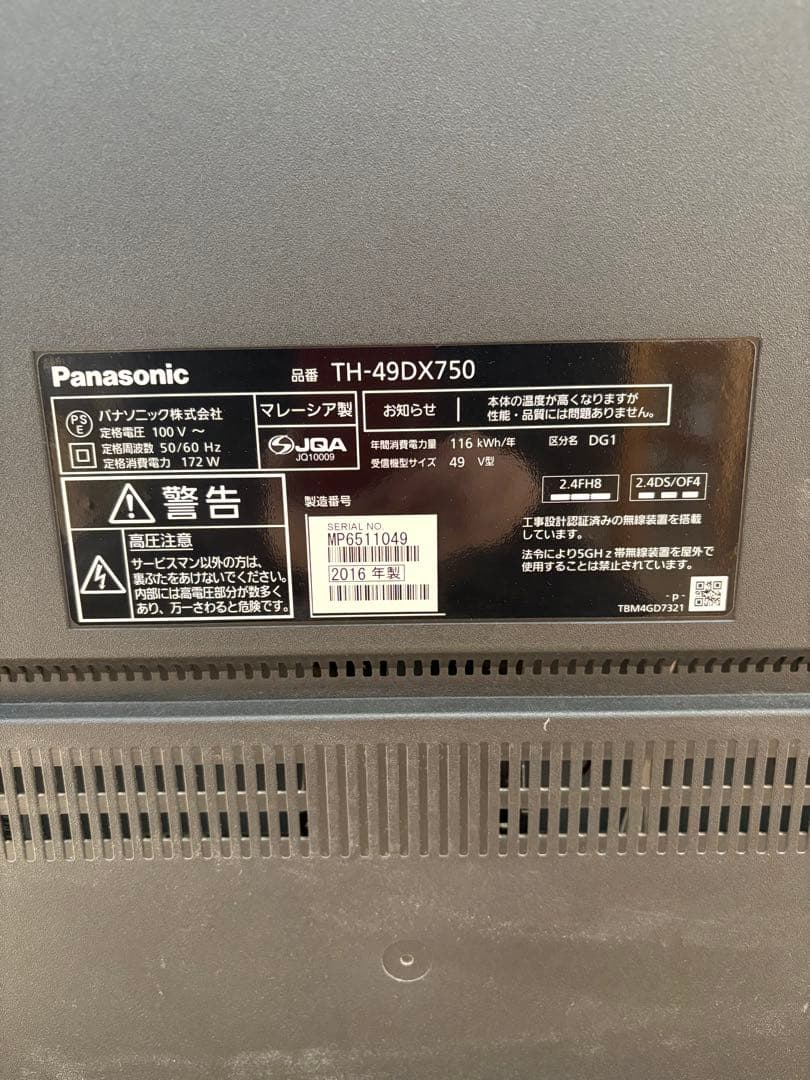 Panasonic
品番 TH-49DX750
PS
E
パナソニック株式会社
定格電圧 100 V ～
定格周波数 50/60 Hz
定格消費電力 172 W
マレーシア製
JQA
JQ10009
お知らせ
本体の温度が高くなりますが
性能・品質には問題ありません。
年間消費電力量 116 kWh/年 区分名 DG1
受信機型サイズ 49 V型
2.4FH8
2.4DS/OF4
警告
高圧注意
サービスマン以外の方は、
裏ぶたをあけないでください。
内部には高電圧部分が数多く
あり、万一さわると危険です。
製造番号
SERIAL NO.
MP6511049
2016 年製
工事設計認証済みの無線装置を搭載
しています。
法令により5GHｚ帯無線装置を屋外で
使用することは禁止されています。
- p -
TBM4GD7321